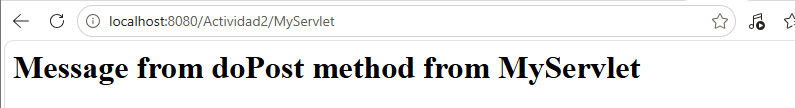 localhost:8080/Actividad2/MyServlet
Message from doPost method from MyServlet